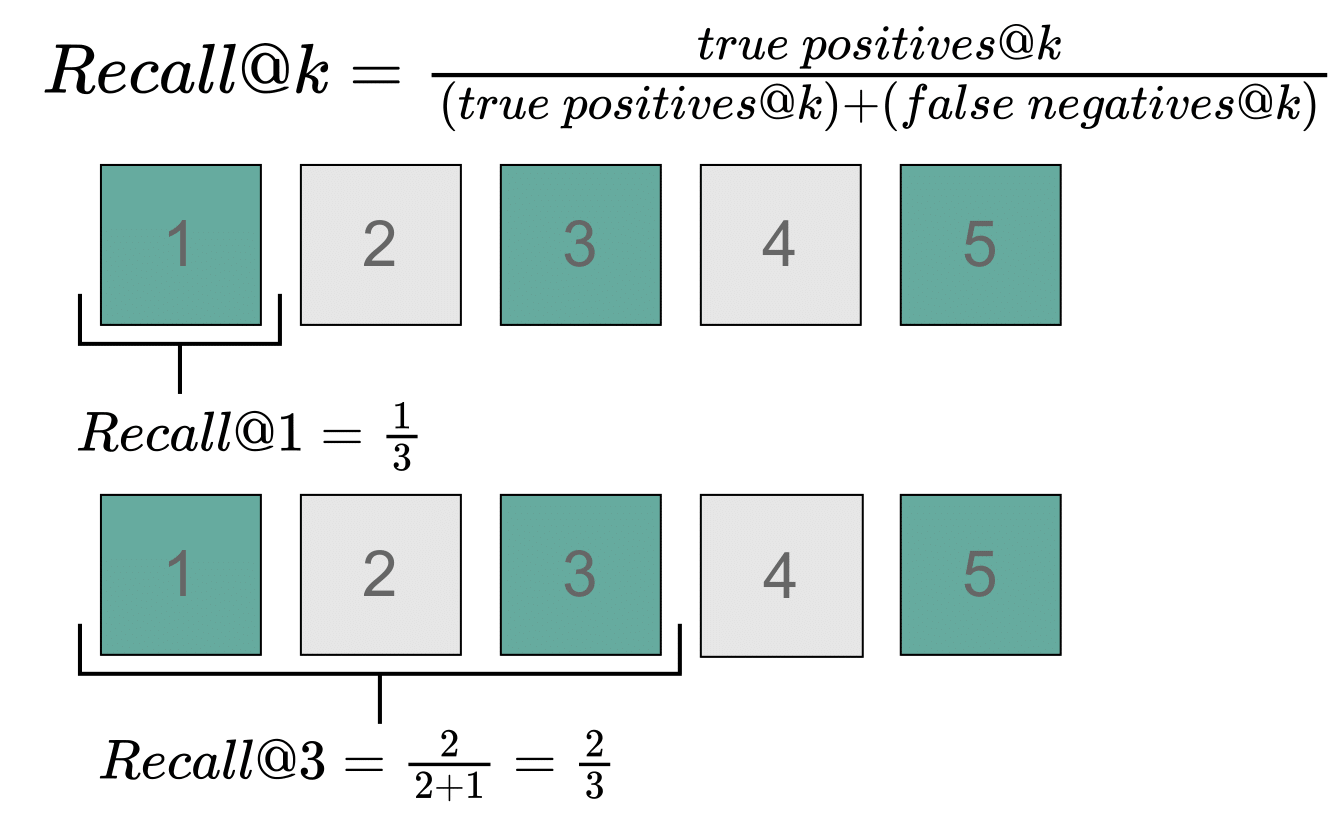 Recall@k = true positives@k / (true positives@k)+(false negatives@k)
1 2 3 4 5
Recall@1 = 1/3
1 2 3 4 5
Recall@3 = 2/2+1 = 2/3